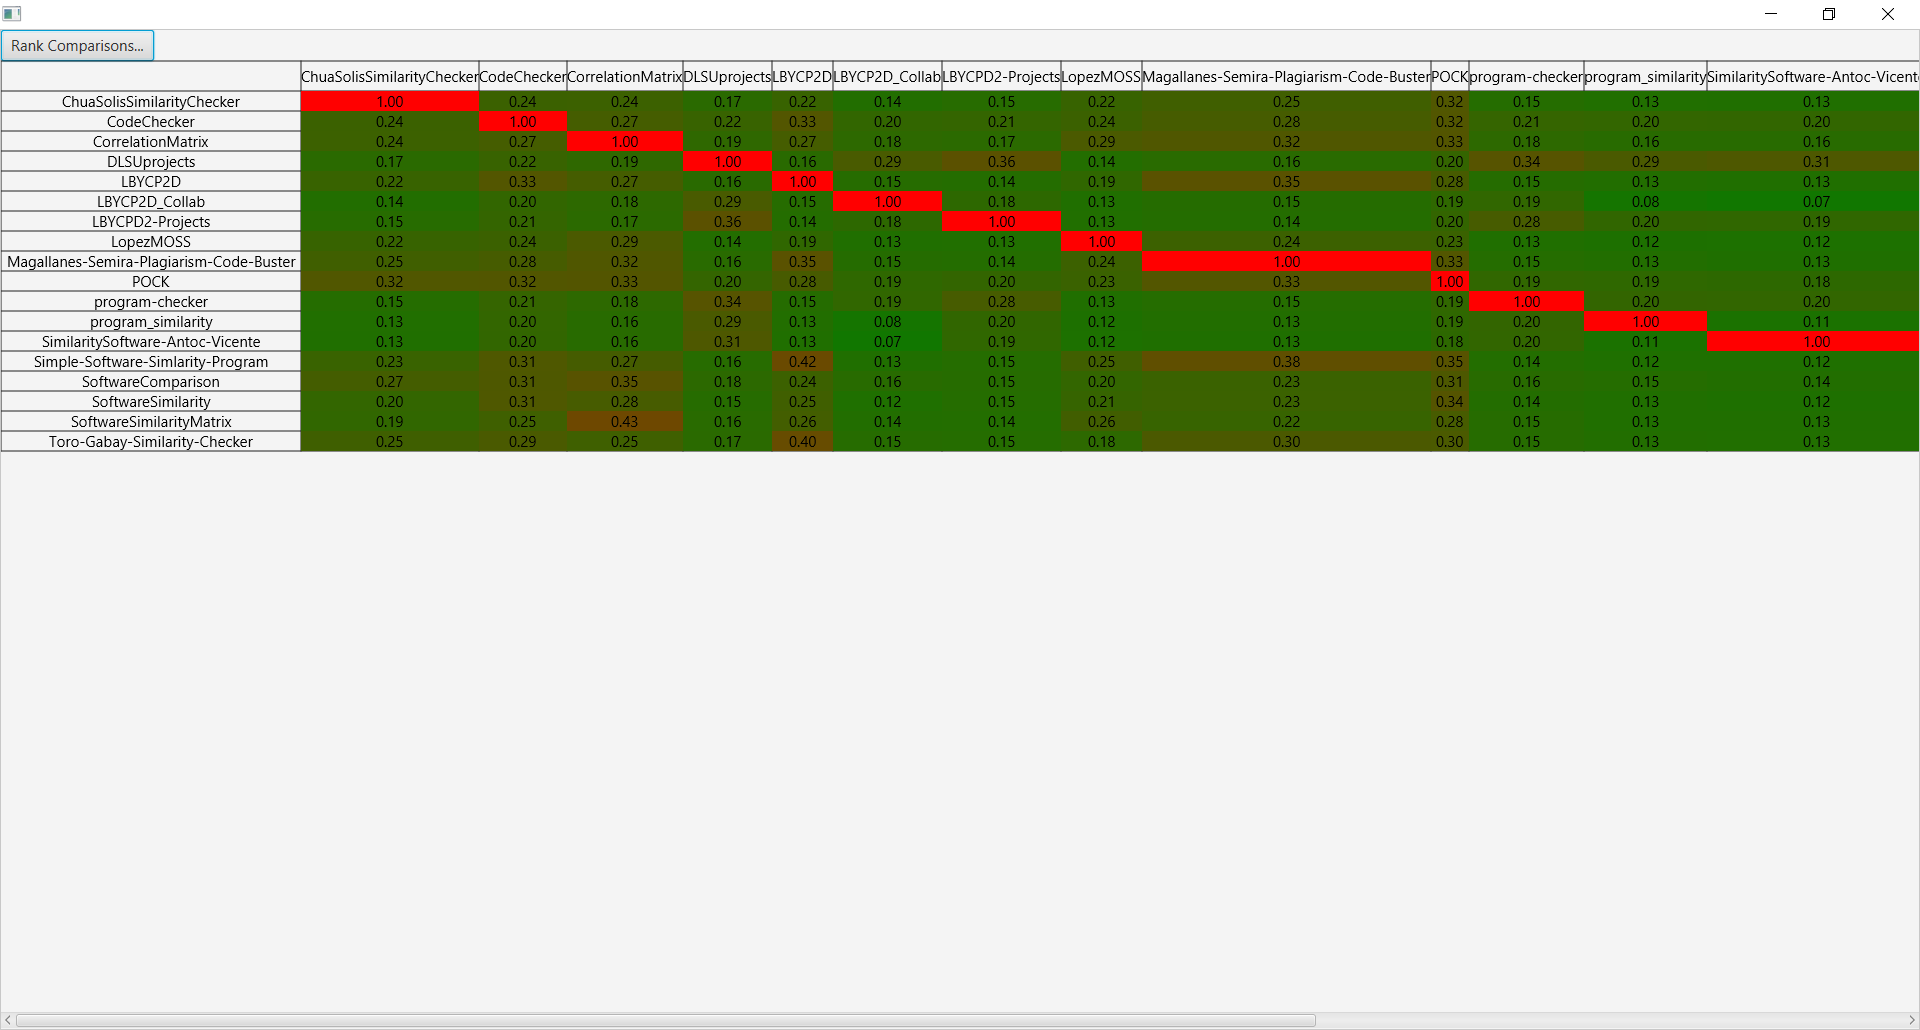 Rank Comparisons...
ChuaSolisSimilarityChecker CodeChecker CorrelationMatrix DLSUprojects LBYCP2D LBYCP2D_Collab LBYCPD2-Projects LopezMOSS Magallanes-Semira-Plagiarism-Code-Buster POCK program-checker program_similarity SimilaritySoftware-Antoc-Vicente
ChuaSolisSimilarityChecker 1.00 0.24 0.24 0.17 0.22 0.14 0.15 0.22 0.25 0.32 0.15 0.13 0.13
CodeChecker 0.24 1.00 0.27 0.22 0.33 0.20 0.21 0.24 0.28 0.32 0.21 0.20 0.20
CorrelationMatrix 0.24 0.27 1.00 0.19 0.27 0.18 0.17 0.29 0.32 0.33 0.18 0.16 0.16
DLSUprojects 0.17 0.22 0.19 1.00 0.16 0.29 0.36 0.14 0.16 0.20 0.34 0.29 0.31
LBYCP2D 0.22 0.33 0.27 0.16 1.00 0.15 0.14 0.19 0.35 0.28 0.15 0.13 0.13
LBYCP2D_Collab 0.14 0.20 0.18 0.29 0.15 1.00 0.18 0.13 0.15 0.19 0.19 0.08 0.07
LBYCPD2-Projects 0.15 0.21 0.17 0.36 0.14 0.18 1.00 0.13 0.14 0.20 0.28 0.20 0.19
LopezMOSS 0.22 0.24 0.29 0.14 0.19 0.13 0.13 1.00 0.24 0.23 0.13 0.12 0.12
Magallanes-Semira-Plagiarism-Code-Buster 0.25 0.28 0.32 0.16 0.35 0.15 0.14 0.24 1.00 0.33 0.15 0.13 0.13
POCK 0.32 0.32 0.33 0.20 0.28 0.19 0.20 0.23 0.33 1.00 0.19 0.19 0.18
program-checker 0.15 0.21 0.18 0.34 0.15 0.19 0.28 0.13 0.15 0.19 1.00 0.20 0.20
program_similarity 0.13 0.20 0.16 0.29 0.13 0.08 0.20 0.12 0.13 0.19 0.20 1.00 0.11
SimilaritySoftware-Antoc-Vicente 0.13 0.20 0.16 0.31 0.13 0.07 0.19 0.12 0.13 0.18 0.20 0.11 1.00
Simple-Software-Simlarity-Program 0.23 0.31 0.27 0.16 0.42 0.13 0.15 0.25 0.38 0.35 0.14 0.12 0.12
SoftwareComparison 0.27 0.31 0.35 0.18 0.24 0.16 0.15 0.20 0.23 0.31 0.16 0.15 0.14
SoftwareSimilarity 0.20 0.31 0.28 0.15 0.25 0.12 0.15 0.21 0.23 0.34 0.14 0.13 0.12
SoftwareSimilarityMatrix 0.19 0.25 0.43 0.16 0.26 0.14 0.14 0.26 0.22 0.28 0.15 0.13 0.13
Toro-Gabay-Similarity-Checker 0.25 0.29 0.25 0.17 0.40 0.15 0.15 0.18 0.30 0.30 0.15 0.13 0.13